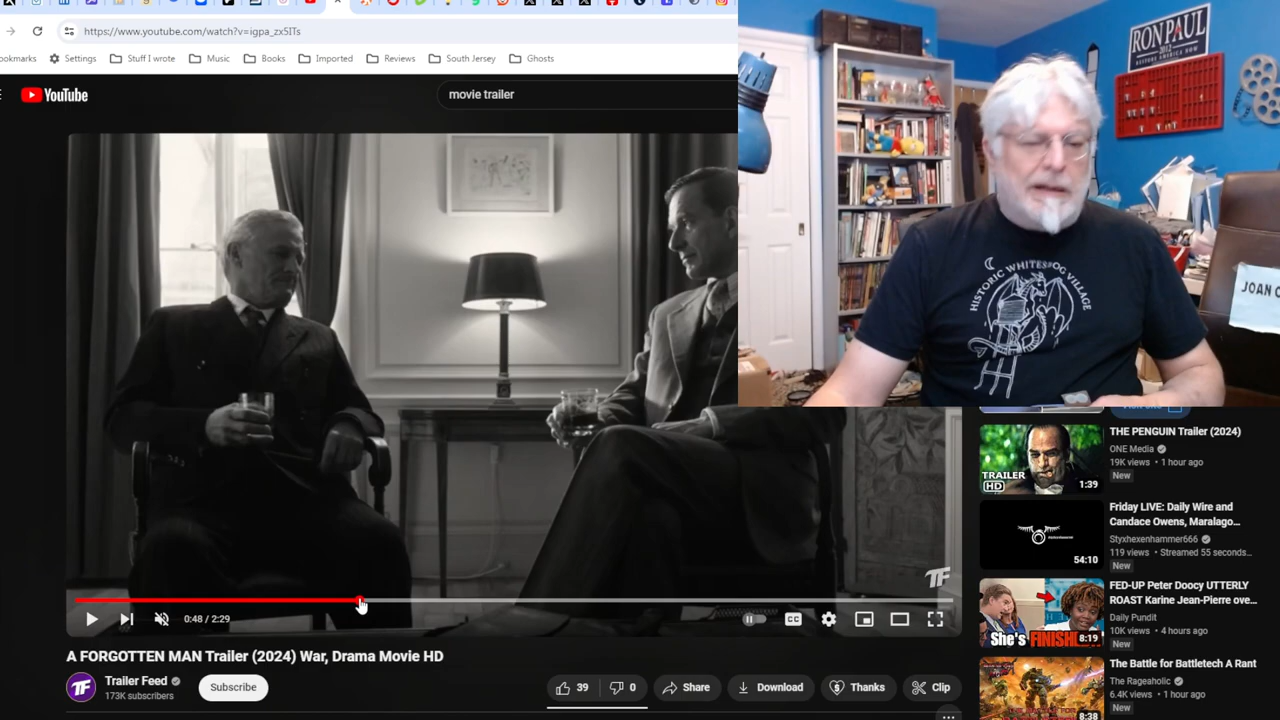 https://www.youtube.com/watch?v=igpa_zx5ITs
ookmarks
Settings
Stuff I wrote
Music
Books
Imported
Reviews
South Jersey
Ghosts
YouTube
movie trailer
RON PAUL
2012
RESTORE AMERICA NOW
HISTORIC WHITESBOG VILLAGE
JOAN C
TF
0:48 / 2:29
CC
A FORGOTTEN MAN Trailer (2024) War, Drama Movie HD
TF
Trailer Feed
173K subscribers
Subscribe
39
0
Share
Download
Thanks
Clip
TRAILER
HD
1:39
THE PENGUIN Trailer (2024)
ONE Media
19K views • 1 hour ago
New
54:10
Friday LIVE: Daily Wire and
Candace Owens, Maralago...
Styxhexenhammer666
119 views • Streamed 55 seconds...
New
She's FINISH
8:19
FED-UP Peter Doocy UTTERLY
ROAST Karine Jean-Pierre ove...
Daily Pundit
10K views • 4 hours ago
New
8:38
The Battle for Battletech A Rant
The Rageaholic
6.4K views • 1 hour ago
New